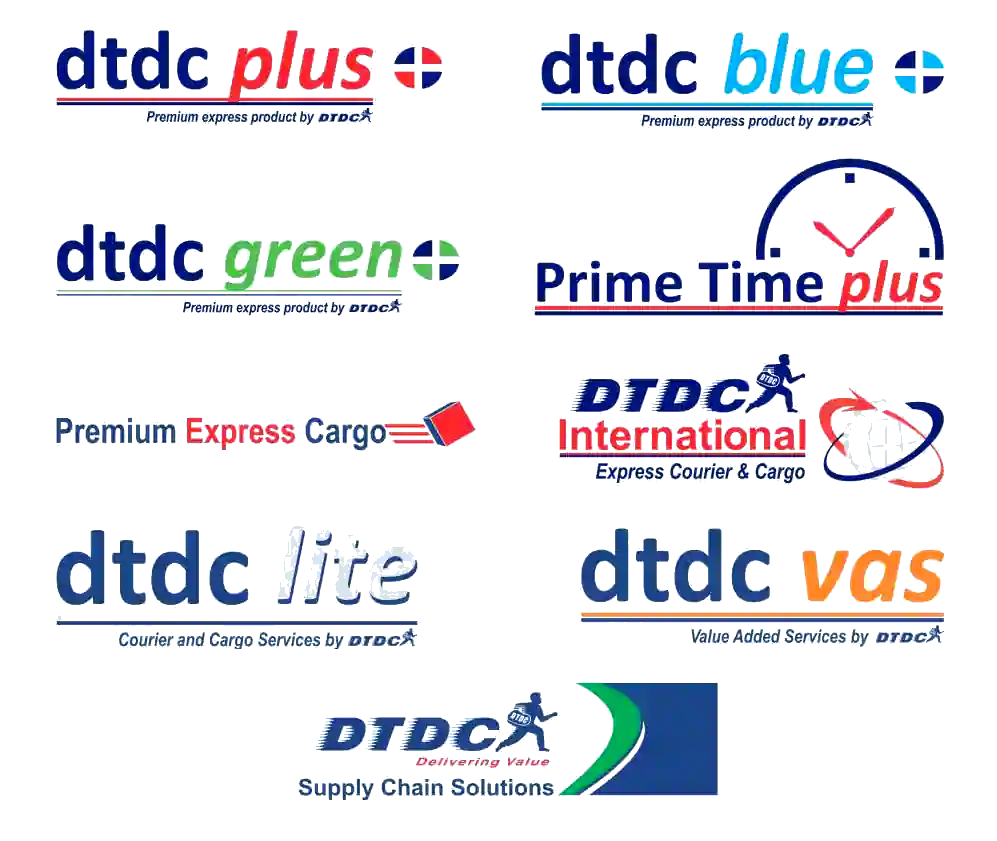 dtdc plus
Premium express product by DTDC
dtdc blue
Premium express product by DTDC
dtdc green
Premium express product by DTDC
Prime Time plus
Premium Express Cargo
DTDC
DTDC
International
Express Courier & Cargo
dtdc lite
Courier and Cargo Services by DTDC
dtdc vas
Value Added Services by DTDC
DTDC
DTDC
Delivering Value
Supply Chain Solutions